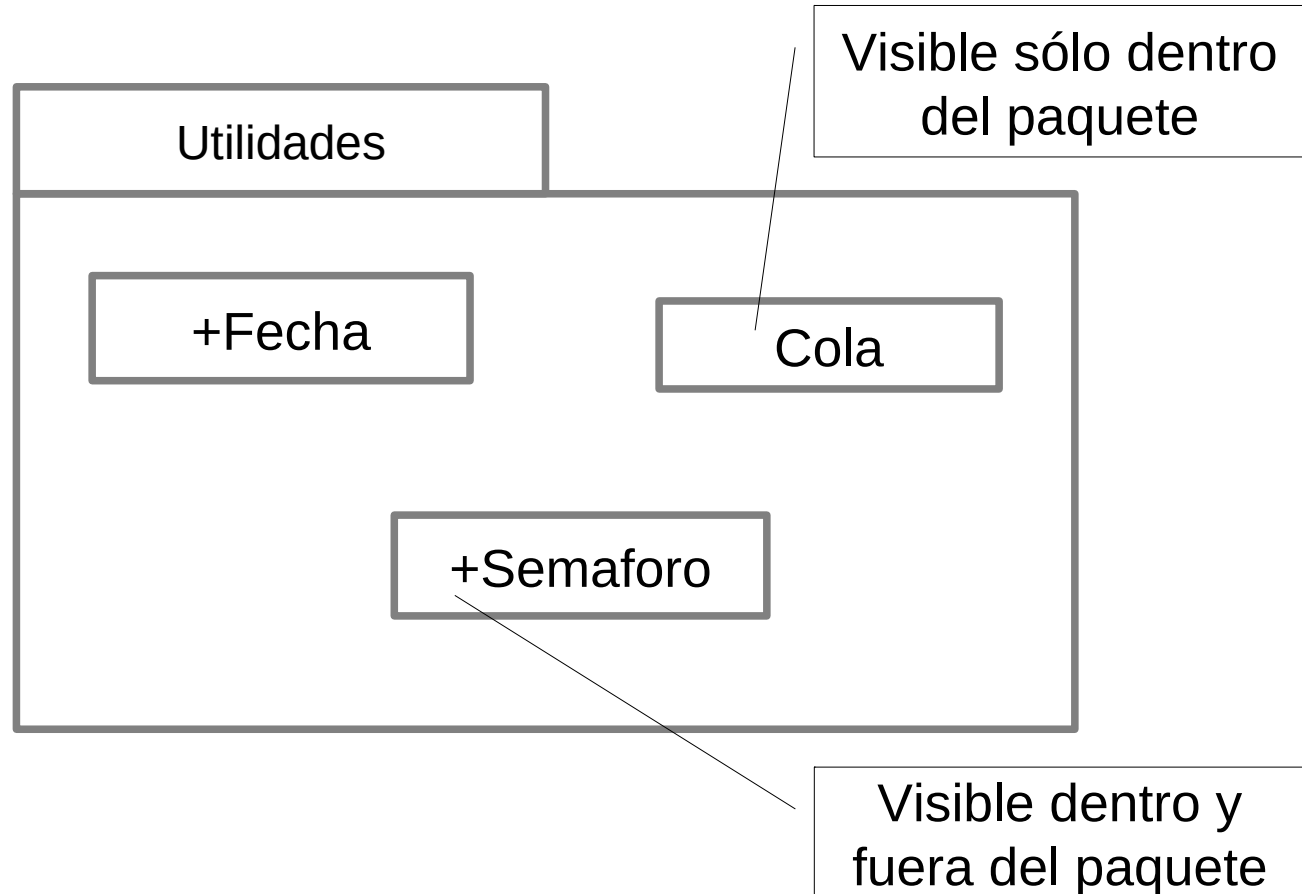 Visible sólo dentro
del paquete
Utilidades
+Fecha
Cola
+Semaforo
Visible dentro y
fuera del paquete